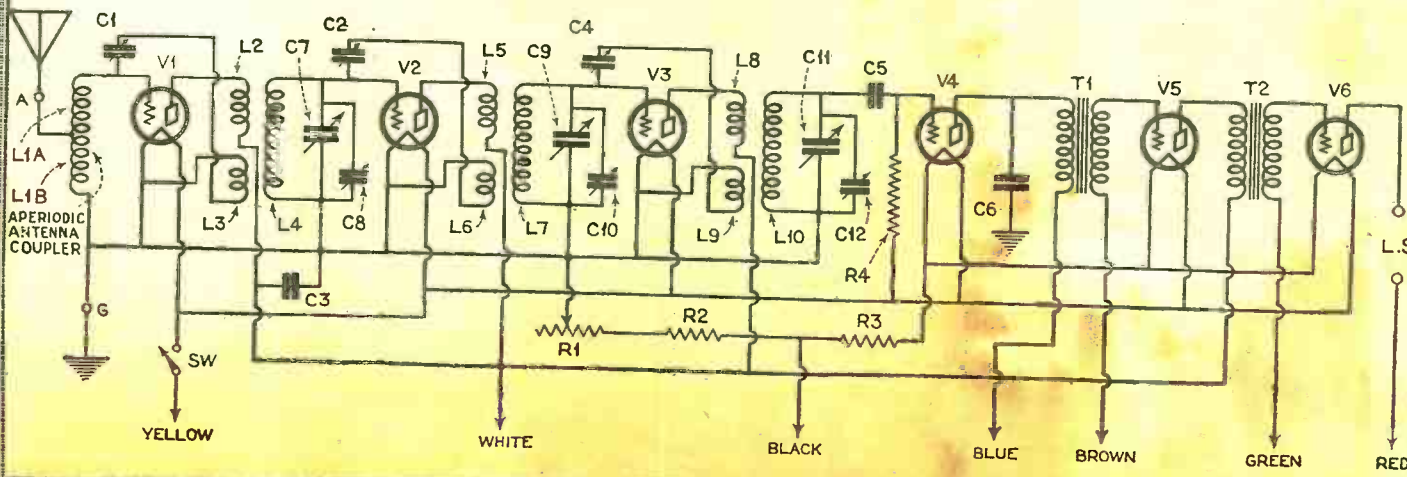 C1
V1
L2
C7
C2
V2
L5
C9
C4
V3
L8
C11
C5
V4
T1
V5
T2
V6
A
L1A
L1B
APERIODIC
ANTENNA
COUPLER
L3
L4
C8
L6
L7
C10
L9
L10
C12
R4
C6
L.S
C3
G
SW
R1
R2
R3
YELLOW
WHITE
BLACK
BLUE
BROWN
GREEN
RED